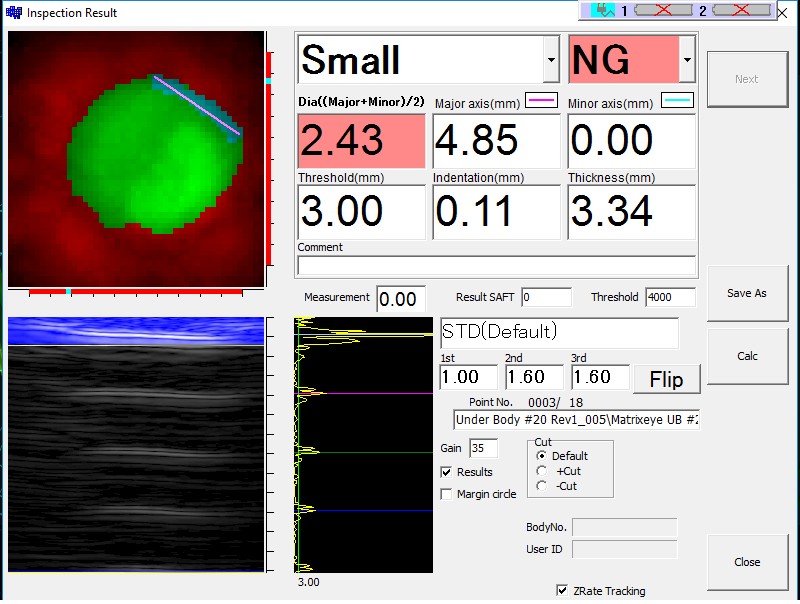 Inspection Result
1 2
Small NG
Next
Dia((Major+Minor)/2) Major axis(mm) Minor axis(mm)
2.43 4.85 0.00
Threshold(mm) Indentation(mm) Thickness(mm)
3.00 0.11 3.34
Comment
Measurement 0.00 Result SAFT 0 Threshold 4000
Save As
STD(Default)
Calc
1st 2nd 3rd
1.00 1.60 1.60 Flip
Point No. 0003/ 18
Under Body #20 Rev1_005\Matrixeye UB #2
Gain 35
Cut
Default
+Cut
-Cut
Results
Margin circle
BodyNo.
User ID
Close
3.00
ZRate Tracking